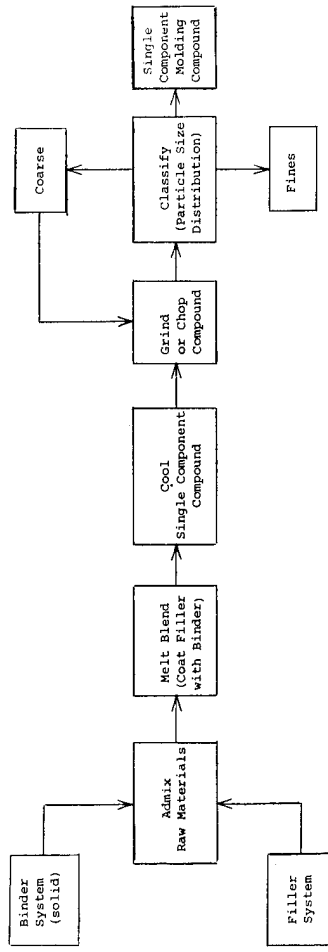 Binder
System
(solid)
Filler
System
Admix
Raw Materials
Melt Blend
(Coat Filler
with Binder)
Cool
Single Component
Compound
Grind
or Chop
Compound
Coarse
Classify
(Particle Size
Distribution)
Fines
Single
Component
Molding
Compound